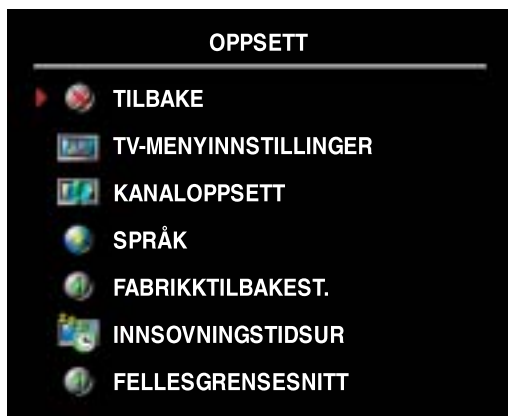 OPPSETT
TILBAKE
TV-MENYINNSTILLINGER
KANALOPPSETT
SPRÅK
FABRIKKTILBAKEST.
INNSOVNINGSTIDSUR
FELLESGRENSESNITT